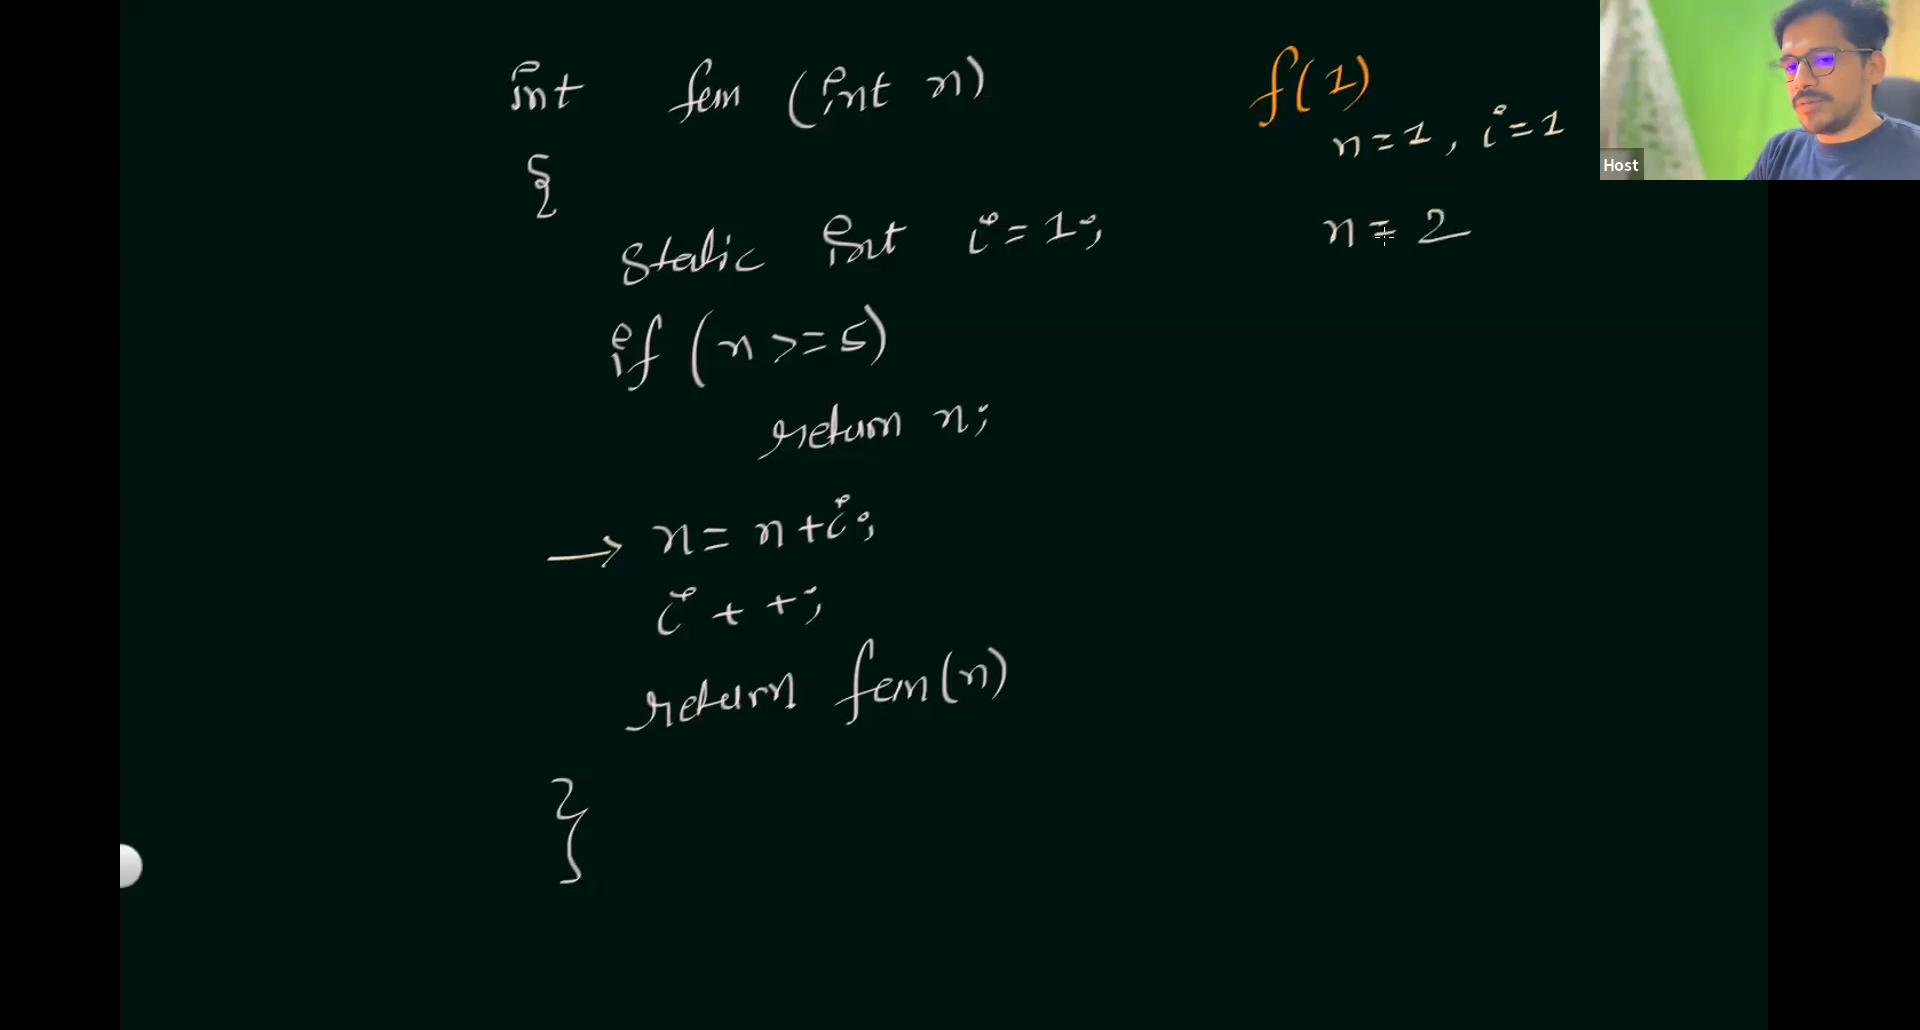 int fun (int n)
{
static int i = 1;
if (n >= 5)
return n;
→ n = n + i;
i + +;
return fun(n)
}
f(1)
n = 1, i = 1
n = 2
Host